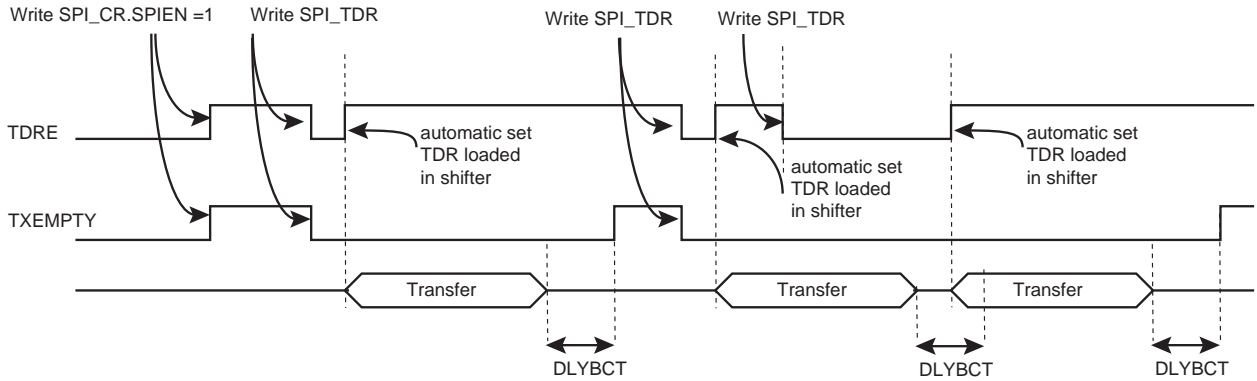 Write SPI_CR.SPIEN =1
Write SPI_TDR
Write SPI_TDR
Write SPI_TDR
TDRE
automatic set
TDR loaded
in shifter
automatic set
TDR loaded
in shifter
automatic set
TDR loaded
in shifter
TXEMPTY
Transfer
Transfer
Transfer
DLYBCT
DLYBCT
DLYBCT